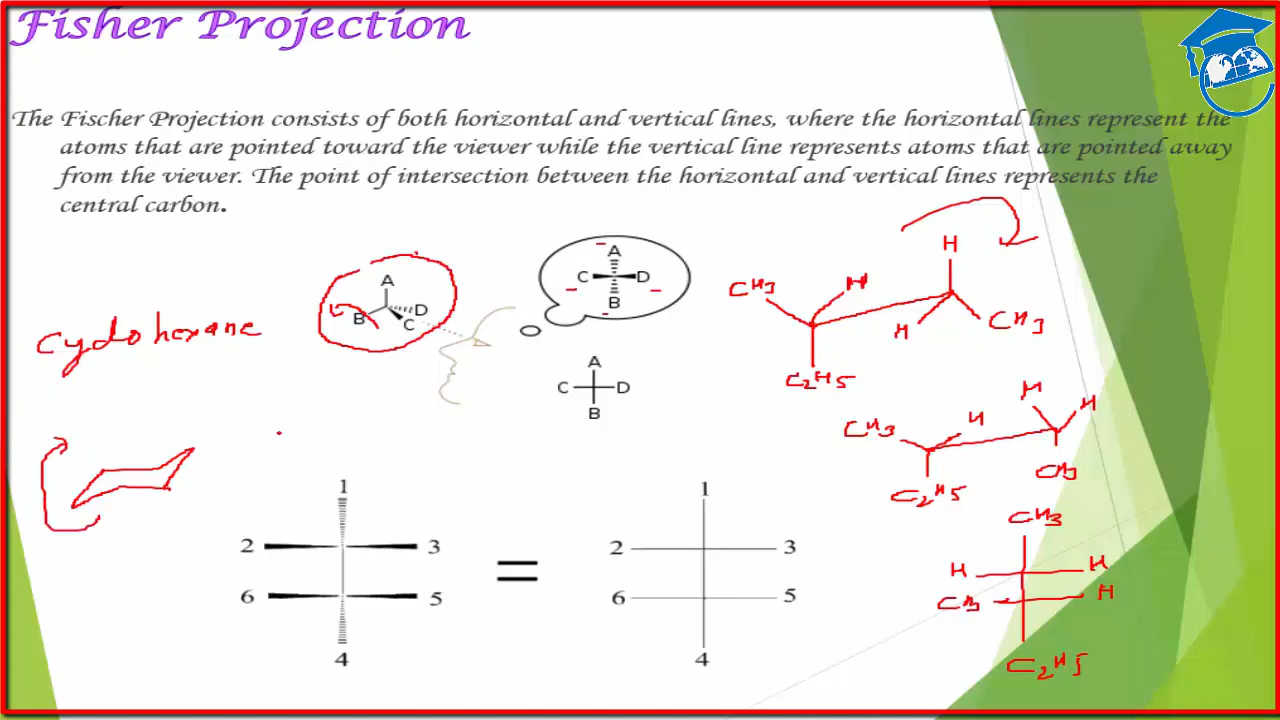 Fisher Projection
The Fischer Projection consists of both horizontal and vertical lines, where the horizontal lines represent the
atoms that are pointed toward the viewer while the vertical line represents atoms that are pointed away
from the viewer. The point of intersection between the horizontal and vertical lines represents the
central carbon.
A
B
C
D
A
C D
B
A
C D
B
cyclohexane
CH3 H H
H CH3
C2H5
CH3 H H H
C2H5 CH3
CH3
H H
CH3 H
C2H5
1
2 3
6 5
4
=
1
2 3
6 5
4